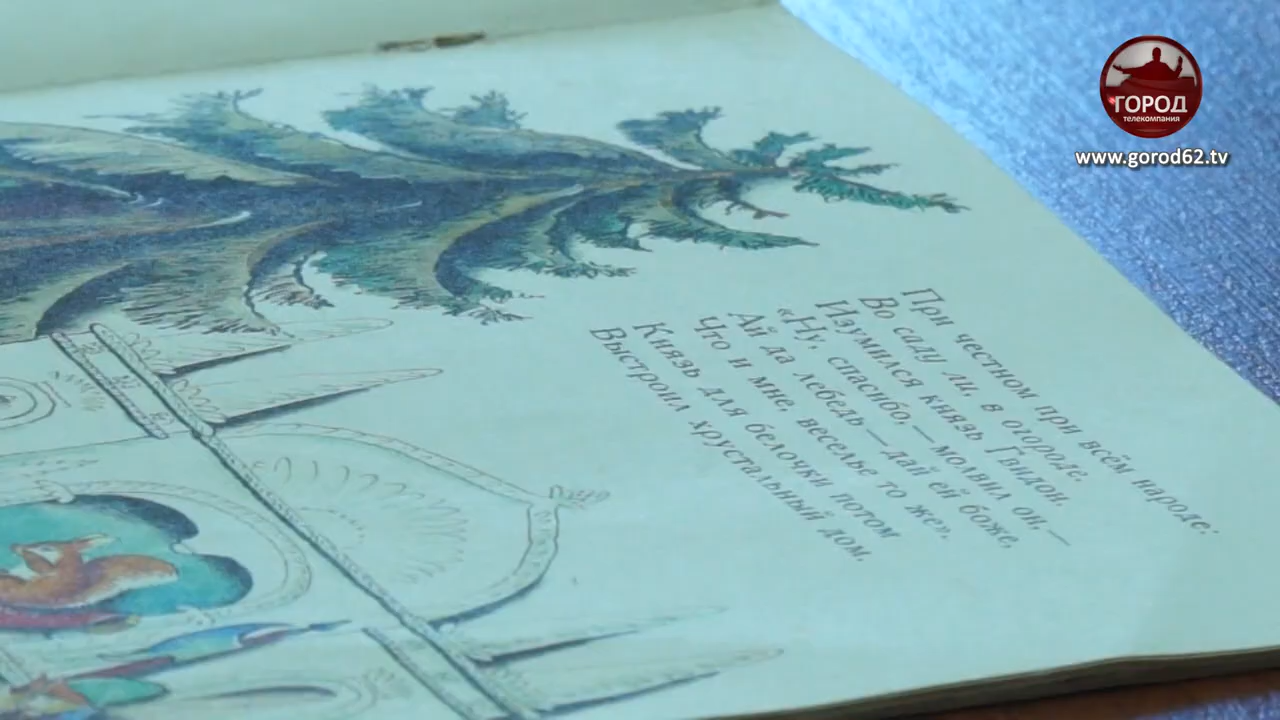 ГОРОД
телекомпания
www.gorod62.tv
При честном при всём народе:
Во саду ли, в огороде.
Изумился князь Гвидон.
«Ну, спасибо, — молвил он, —
Ай да лебедь — дай ей боже,
Что и мне, веселье то же».
Князь для белочки потом
Выстроил хрустальный дом,